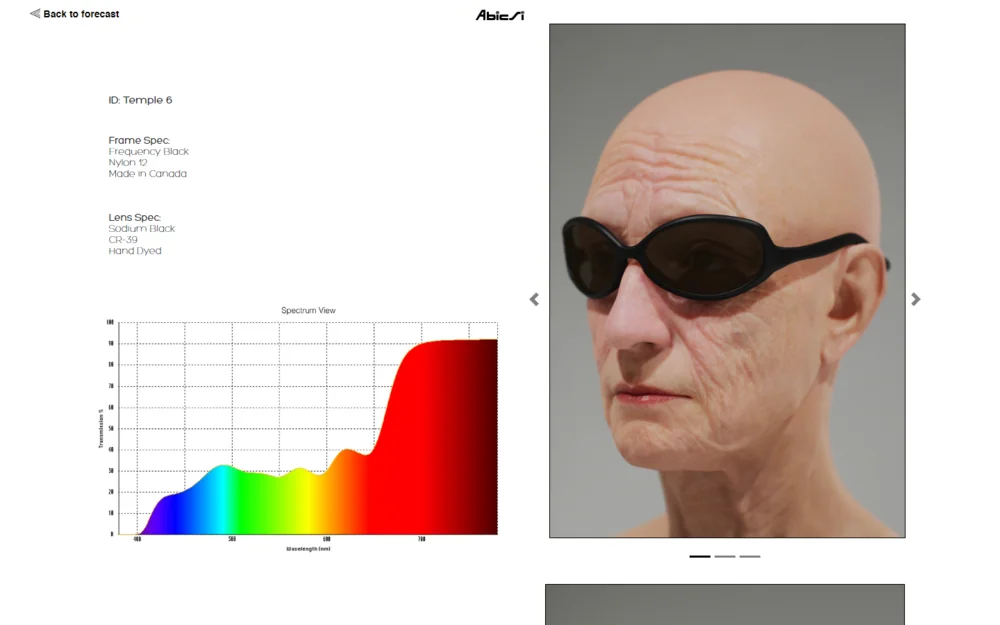 Back to forecast
Abicsi
ID: Temple 6
Frame Spec:
Frequency Black
Nylon 12
Made in Canada
Lens Spec:
Sodium Black
CR-39
Hand Dyed
Spectrum View
100
90
80
70
60
50
40
30
20
10
0
Transmission %
400
500
600
700
Wavelength (nm)